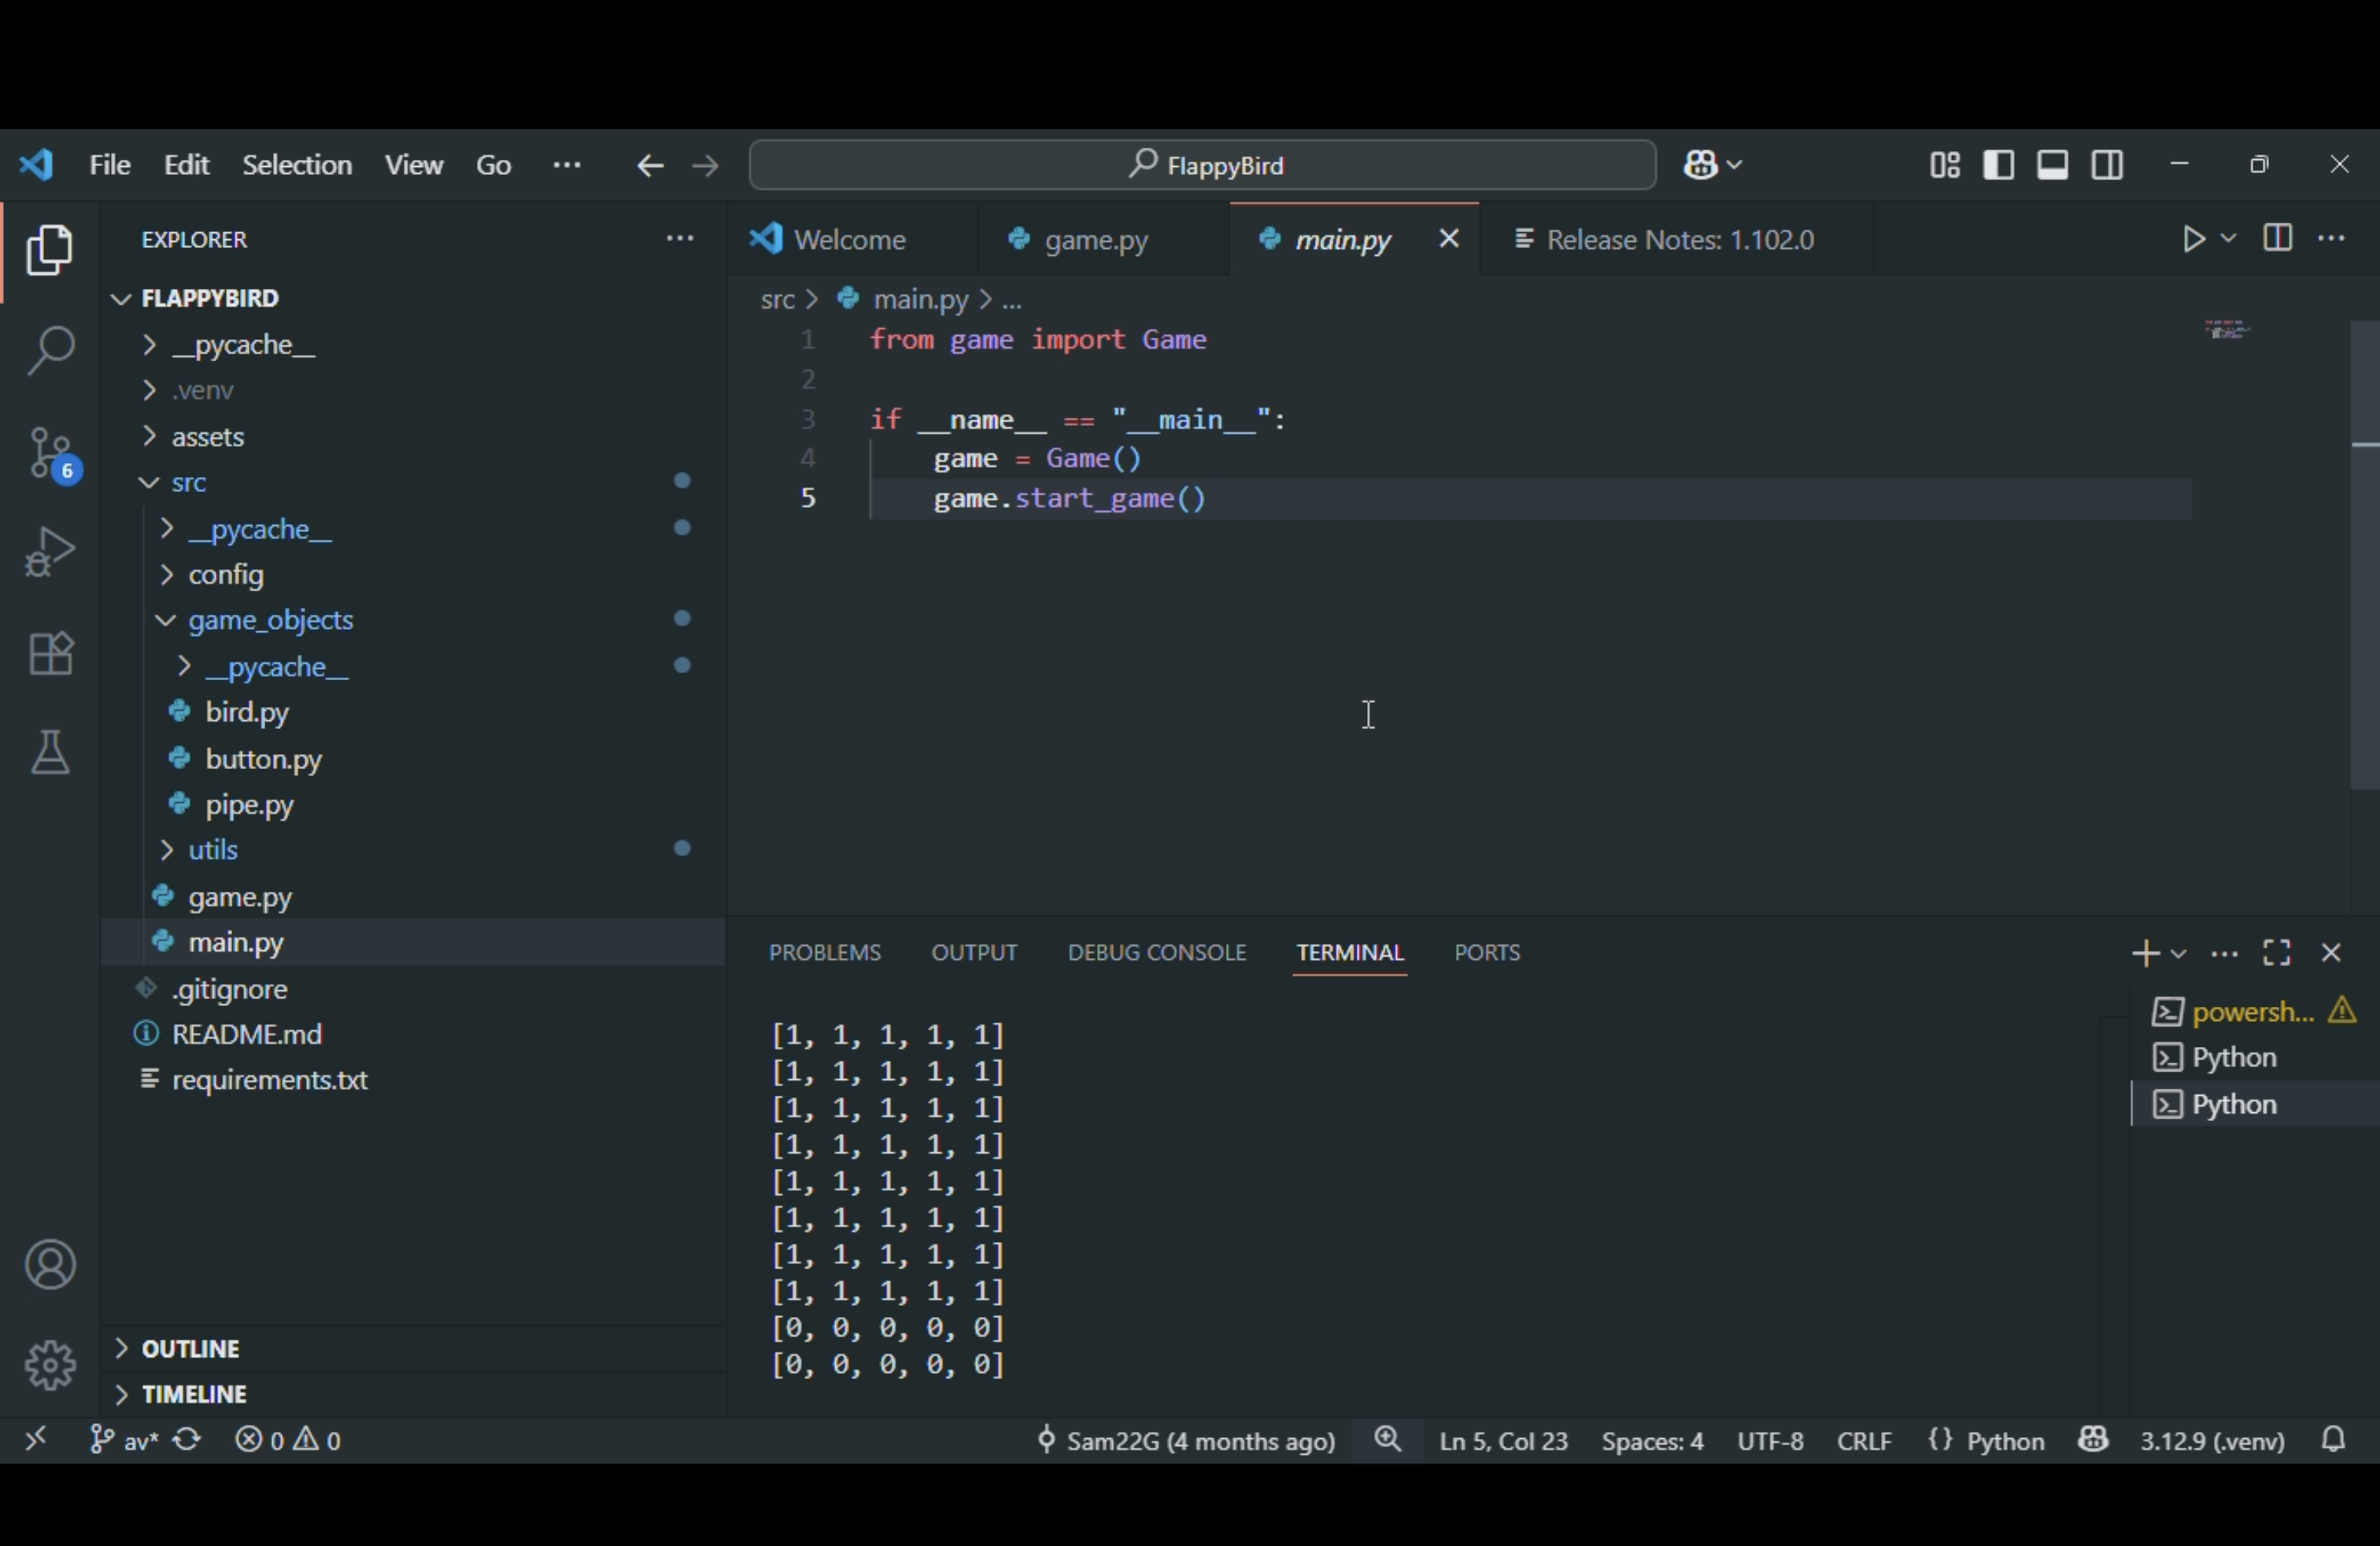 File Edit Selection View Go ··· FlappyBird
EXPLORER ···
FLAPPYBIRD
__pycache__
.venv
assets
src
__pycache__
config
game_objects
__pycache__
bird.py
button.py
pipe.py
utils
game.py
main.py
.gitignore
README.md
requirements.txt
OUTLINE
TIMELINE
6
Welcome game.py main.py Release Notes: 1.102.0
src > main.py > ...
1 from game import Game
2
3 if __name__ == "__main__":
4 game = Game()
5 game.start_game()
PROBLEMS OUTPUT DEBUG CONSOLE TERMINAL PORTS
[1, 1, 1, 1, 1]
[1, 1, 1, 1, 1]
[1, 1, 1, 1, 1]
[1, 1, 1, 1, 1]
[1, 1, 1, 1, 1]
[1, 1, 1, 1, 1]
[1, 1, 1, 1, 1]
[1, 1, 1, 1, 1]
[0, 0, 0, 0, 0]
[0, 0, 0, 0, 0]
powersh...
Python
Python
av* 0 0 Sam22G (4 months ago) Ln 5, Col 23 Spaces: 4 UTF-8 CRLF {} Python 3.12.9 (.venv)